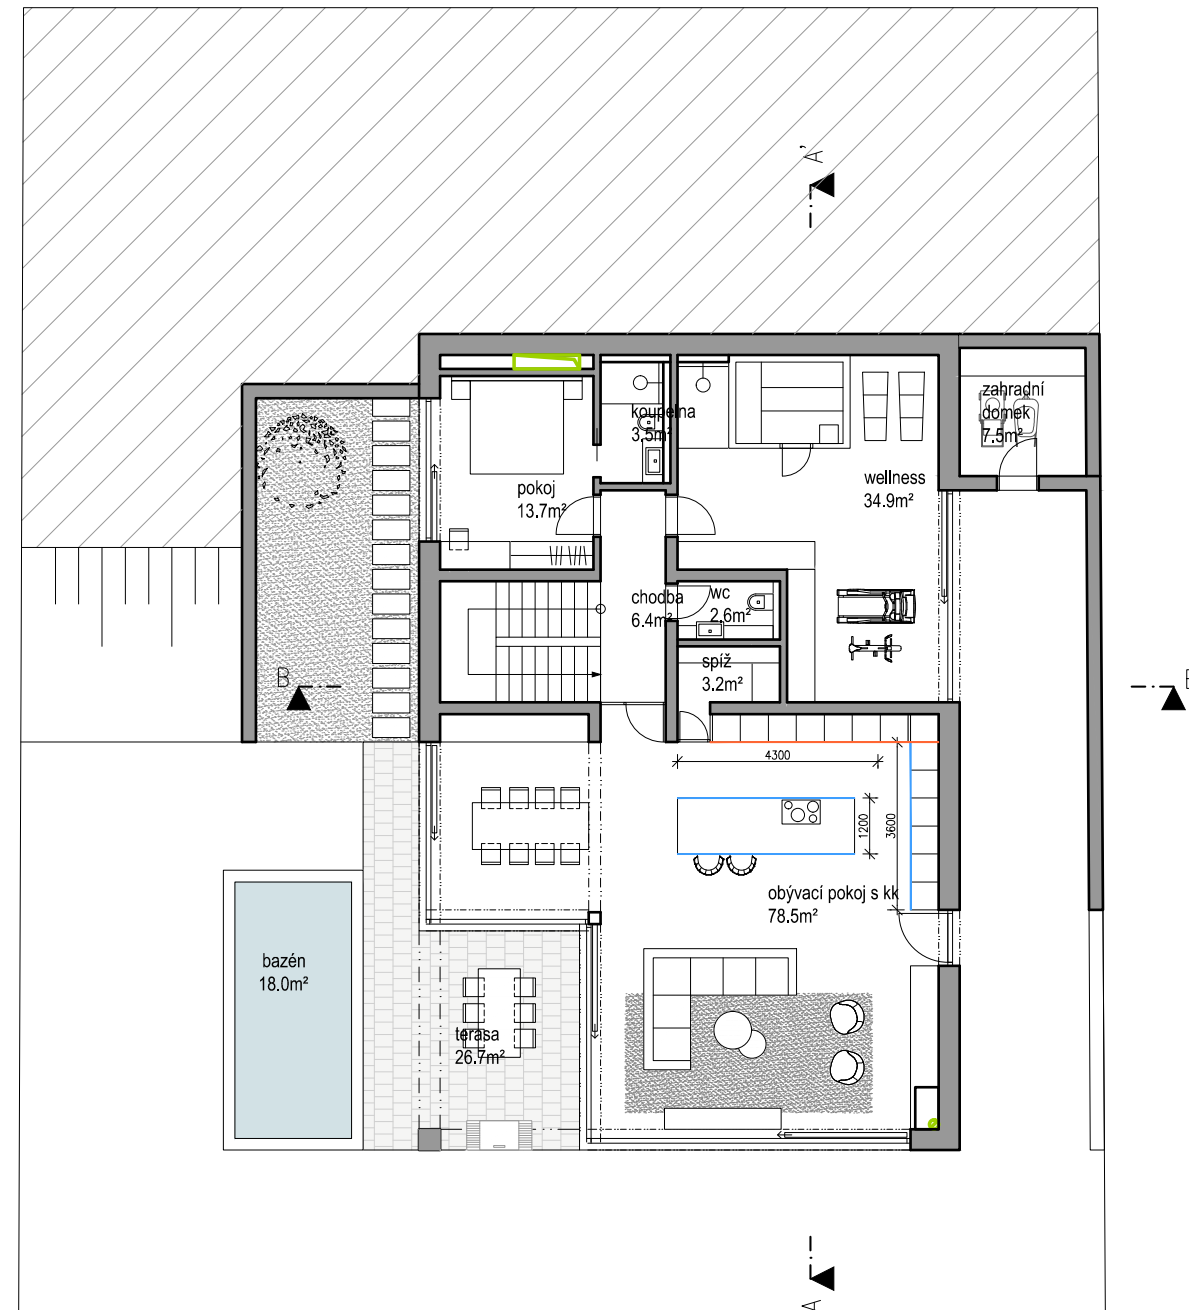 A'
zahradní
domek
7.5m²
koupelna
3.5m²
wellness
34.9m²
pokoj
13.7m²
chodba
6.4m²
wc
2.6m²
spíž
3.2m²
B
4300
1200
3600
obývací pokoj s kk
78.5m²
bazén
18.0m²
terasa
26.7m²
A